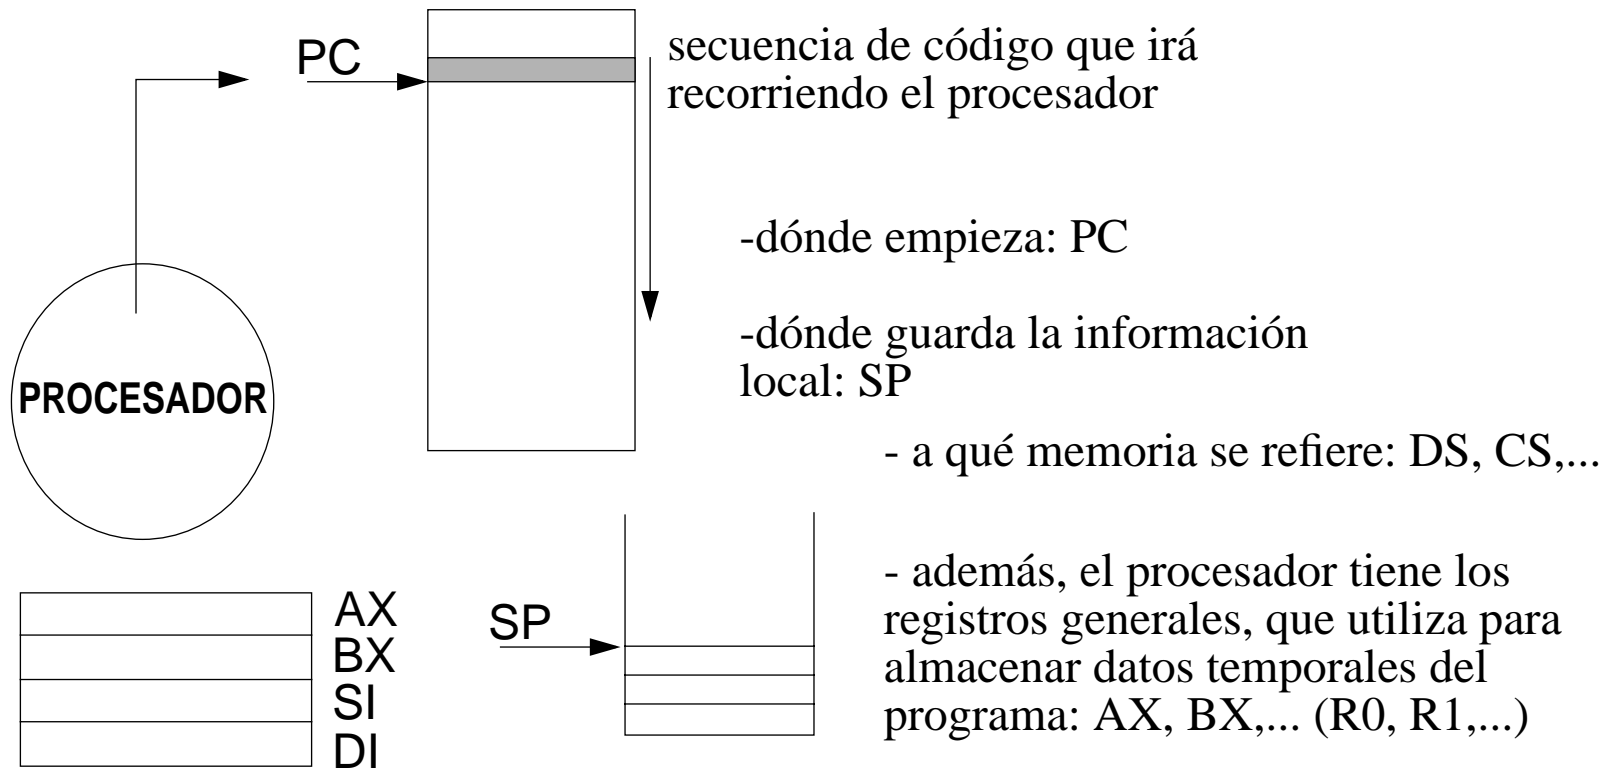 PC
secuencia de código que irá
recorriendo el procesador
-dónde empieza: PC
-dónde guarda la información
local: SP
PROCESADOR
- a qué memoria se refiere: DS, CS,...
- además, el procesador tiene los
registros generales, que utiliza para
almacenar datos temporales del
programa: AX, BX,... (R0, R1,...)
AX
BX
SI
DI
SP